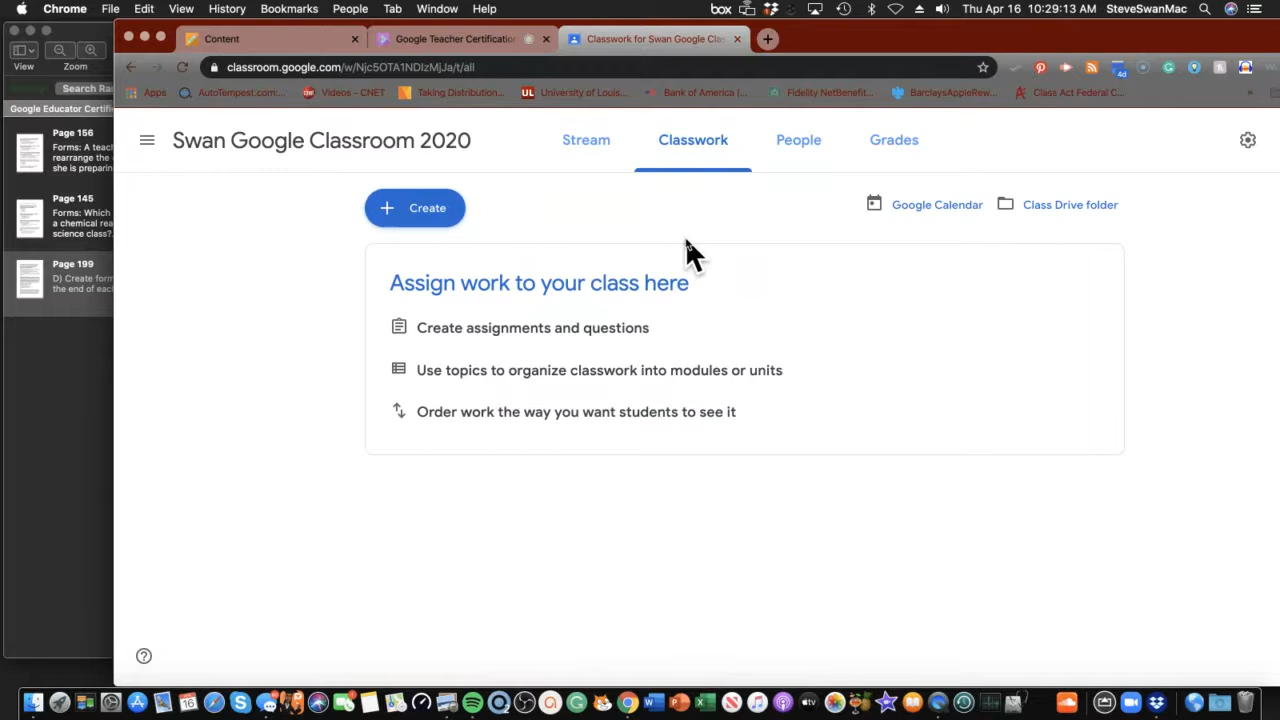 Chrome File Edit View History Bookmarks People Tab Window Help box Thu Apr 16 10:29:13 AM SteveSwanMac
Content
Google Teacher Certification
Classwork for Swan Google Clas
classroom.google.com/w/Njc5OTA1NDIzMjJa/t/all
View Zoom
4d
Search Ra
Apps AutoTempest.com:... Videos – CNET Taking Distribution... University of Louis... Bank of America (... Fidelity NetBenefit... BarclaysAppleRew... Class Act Federal C... »
Google Educator Certifi
Page 156
Forms: A teac
rearrange the
she is preparin
Page 145
Forms: Which
a chemical rea
science class?
Page 199
D) Create form
the end of each
Swan Google Classroom 2020
Stream Classwork People Grades
+ Create
Google Calendar Class Drive folder
Assign work to your class here
Create assignments and questions
Use topics to organize classwork into modules or units
Order work the way you want students to see it